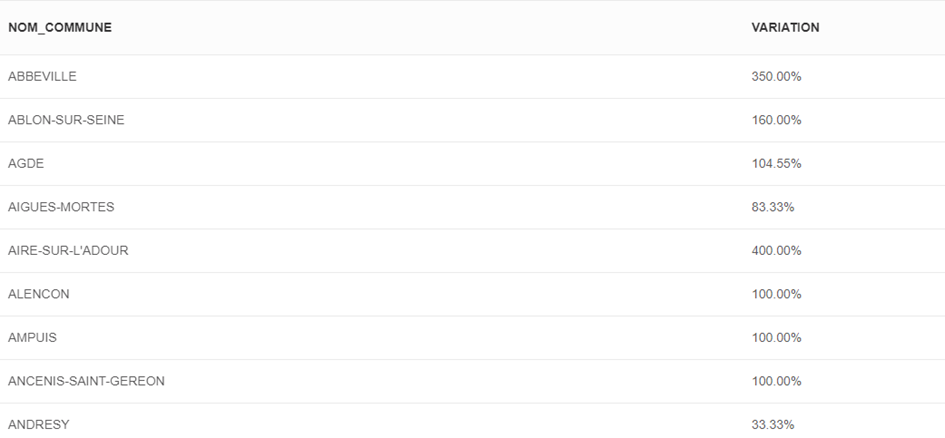 NOM_COMMUNE VARIATION
ABBEVILLE 350.00%
ABLON-SUR-SEINE 160.00%
AGDE 104.55%
AIGUES-MORTES 83.33%
AIRE-SUR-L'ADOUR 400.00%
ALENCON 100.00%
AMPUIS 100.00%
ANCENIS-SAINT-GEREON 100.00%
ANDRESY 33.33%